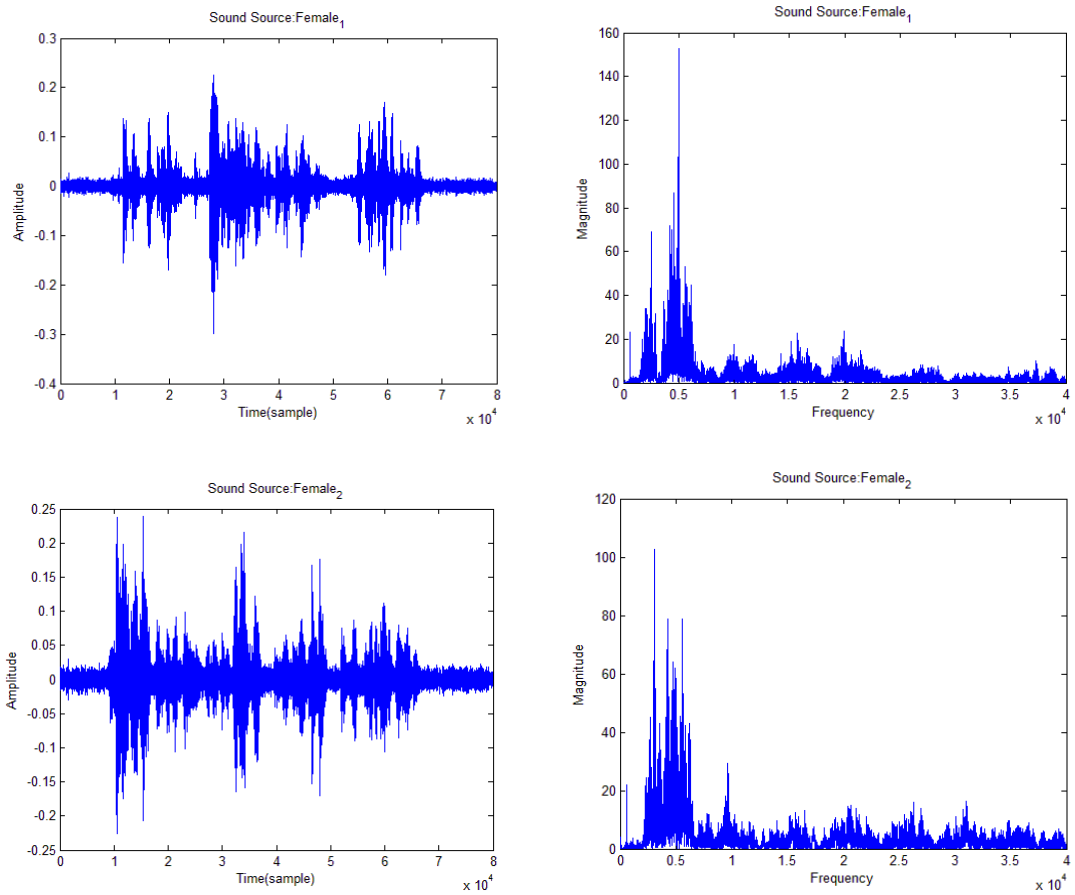 Sound Source:Female1
Amplitude
0.3
0.2
0.1
0
-0.1
-0.2
-0.3
-0.4
0 1 2 3 4 5 6 7 8
Time(sample)
x 10^4
Sound Source:Female1
Magnitude
160
140
120
100
80
60
40
20
0
0 0.5 1 1.5 2 2.5 3 3.5 4
Frequency
x 10^4
Sound Source:Female2
Amplitude
0.25
0.2
0.15
0.1
0.05
0
-0.05
-0.1
-0.15
-0.2
-0.25
0 1 2 3 4 5 6 7 8
Time(sample)
x 10^4
Sound Source:Female2
Magnitude
120
100
80
60
40
20
0
0 0.5 1 1.5 2 2.5 3 3.5 4
Frequency
x 10^4